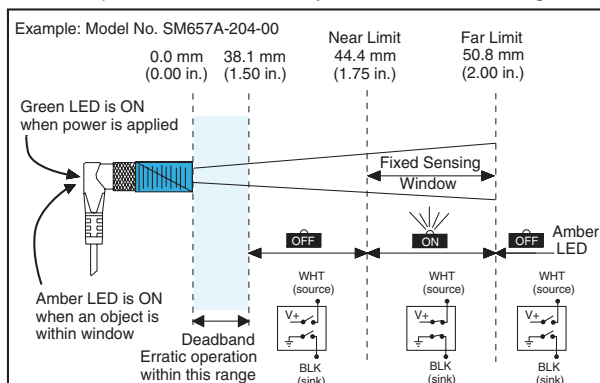 Example: Model No. SM657A-204-00
0.0 mm
(0.00 in.)
38.1 mm
(1.50 in.)
Near Limit
44.4 mm
(1.75 in.)
Far Limit
50.8 mm
(2.00 in.)
Green LED is ON
when power is applied
Fixed Sensing
Window
OFF
ON
OFF
Amber
LED
Amber LED is ON
when an object is
within window
Deadband
Erratic operation
within this range
WHT
(source)
V+
BLK
(sink)
WHT
(source)
V+
BLK
(sink)
WHT
(source)
V+
BLK
(sink)